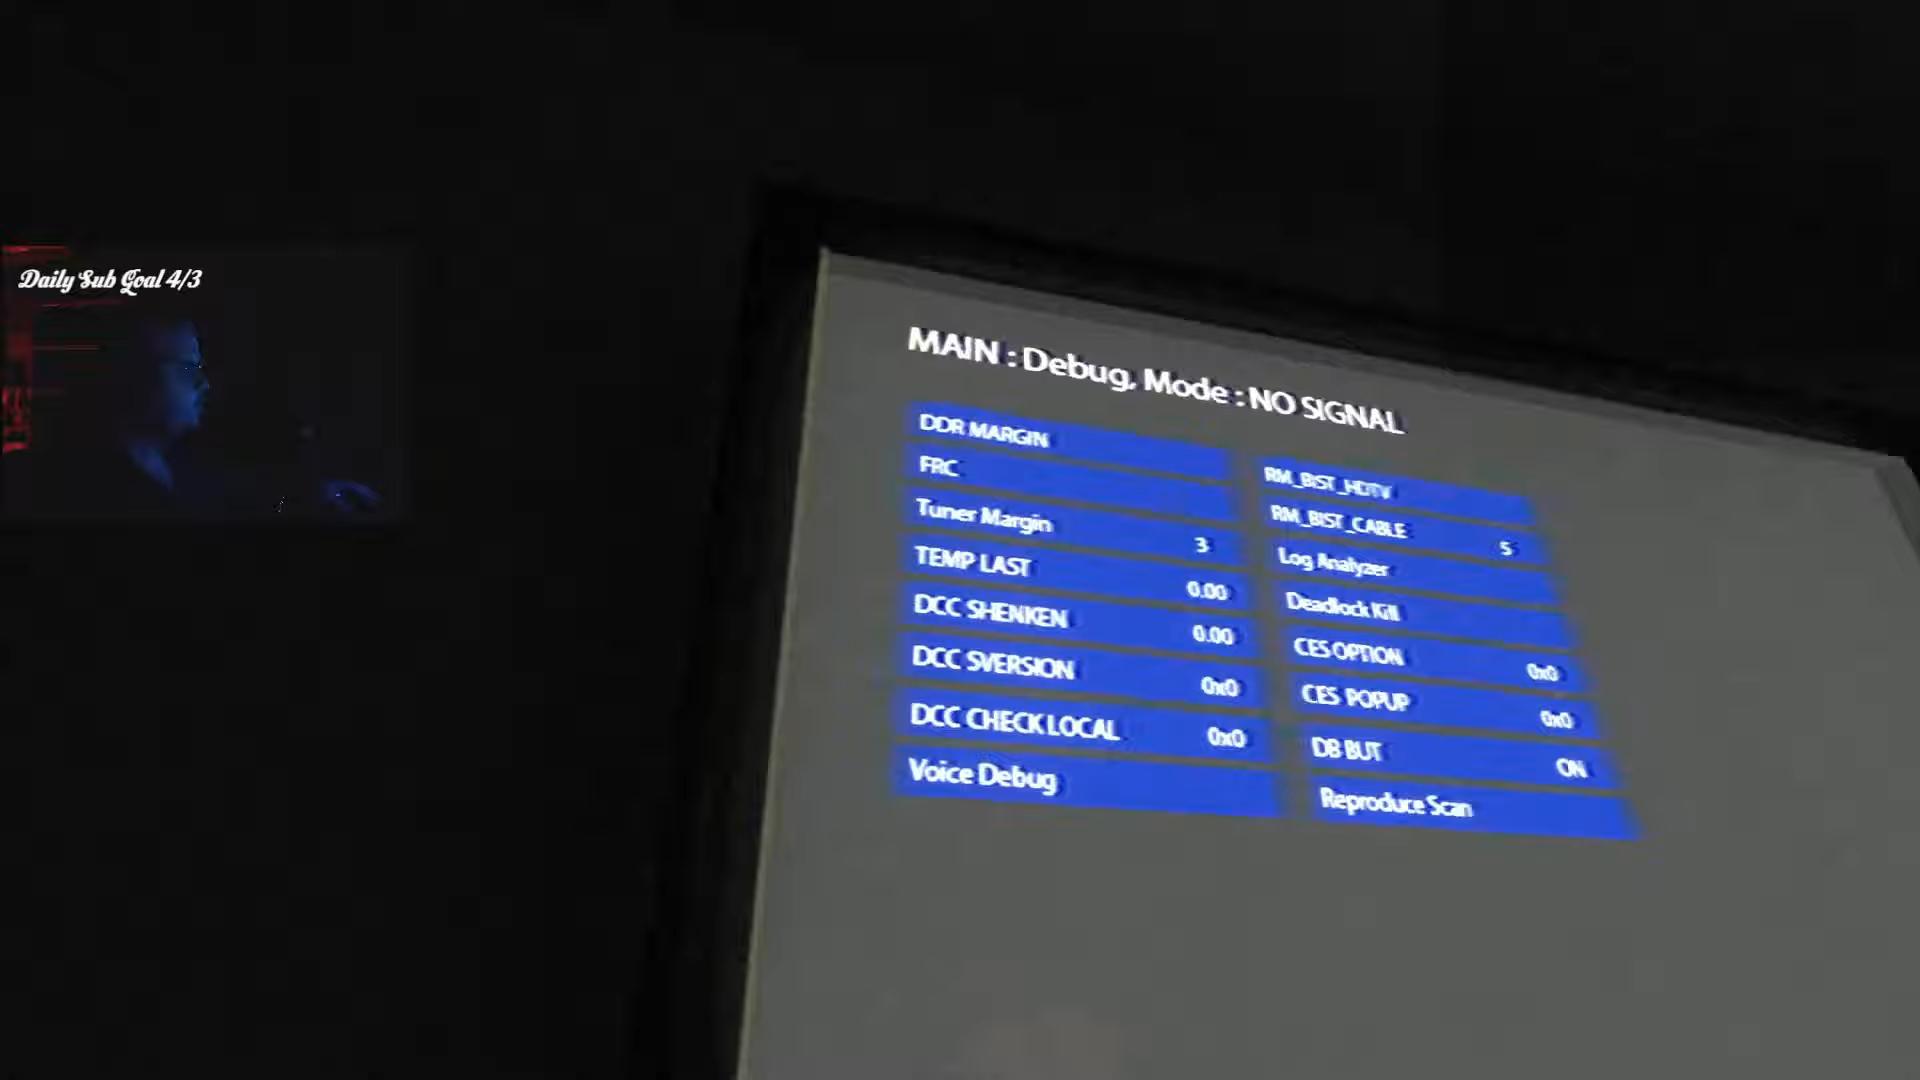 Daily Sub Goal 4/3
MAIN : Debug, Mode : NO SIGNAL
DDR MARGIN
FRC
Tuner Margin 3
TEMP LAST 0.00
DCC SHENKEN 0.00
DCC SVERSION 0x0
DCC CHECK LOCAL 0x0
Voice Debug
RM_BIST_HDTV
RM_BIST_CABLE 5
Log Analyzer
Deadlock Kill
CES OPTION 0x0
CES POPUP 0x0
DB BUT ON
Reproduce Scan